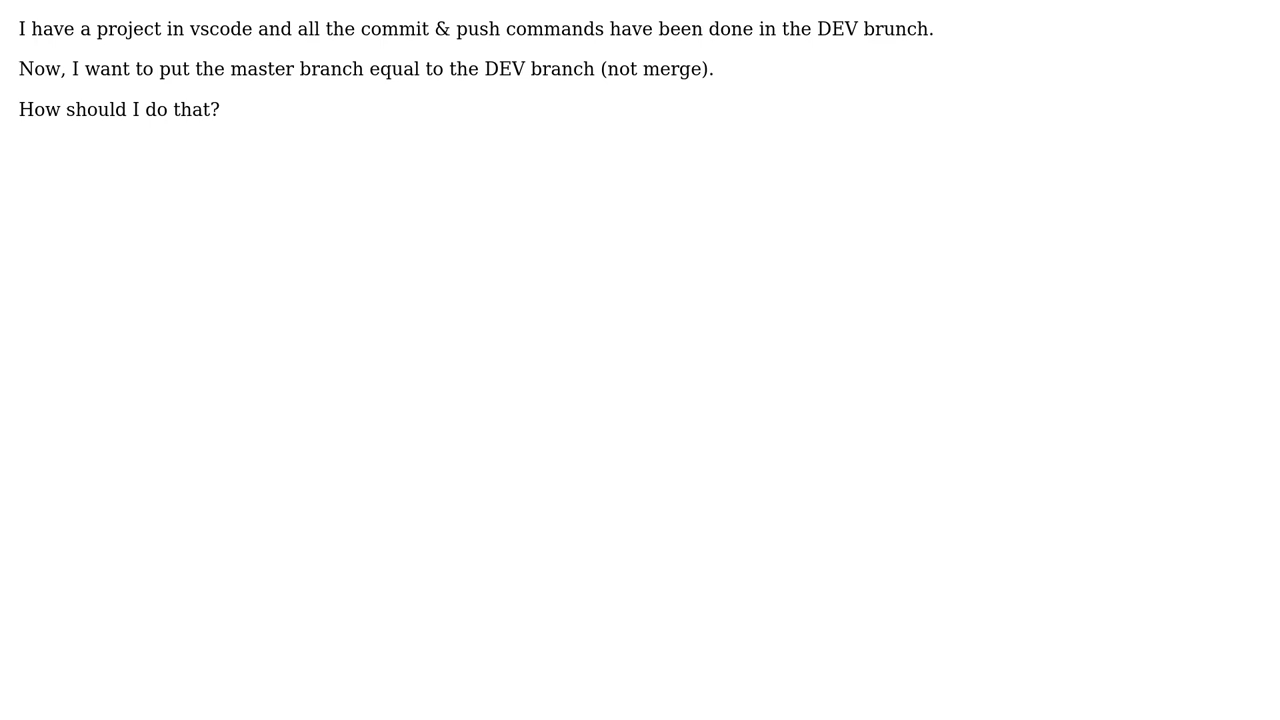 I have a project in vscode and all the commit & push commands have been done in the DEV brunch.
Now, I want to put the master branch equal to the DEV branch (not merge).
How should I do that?